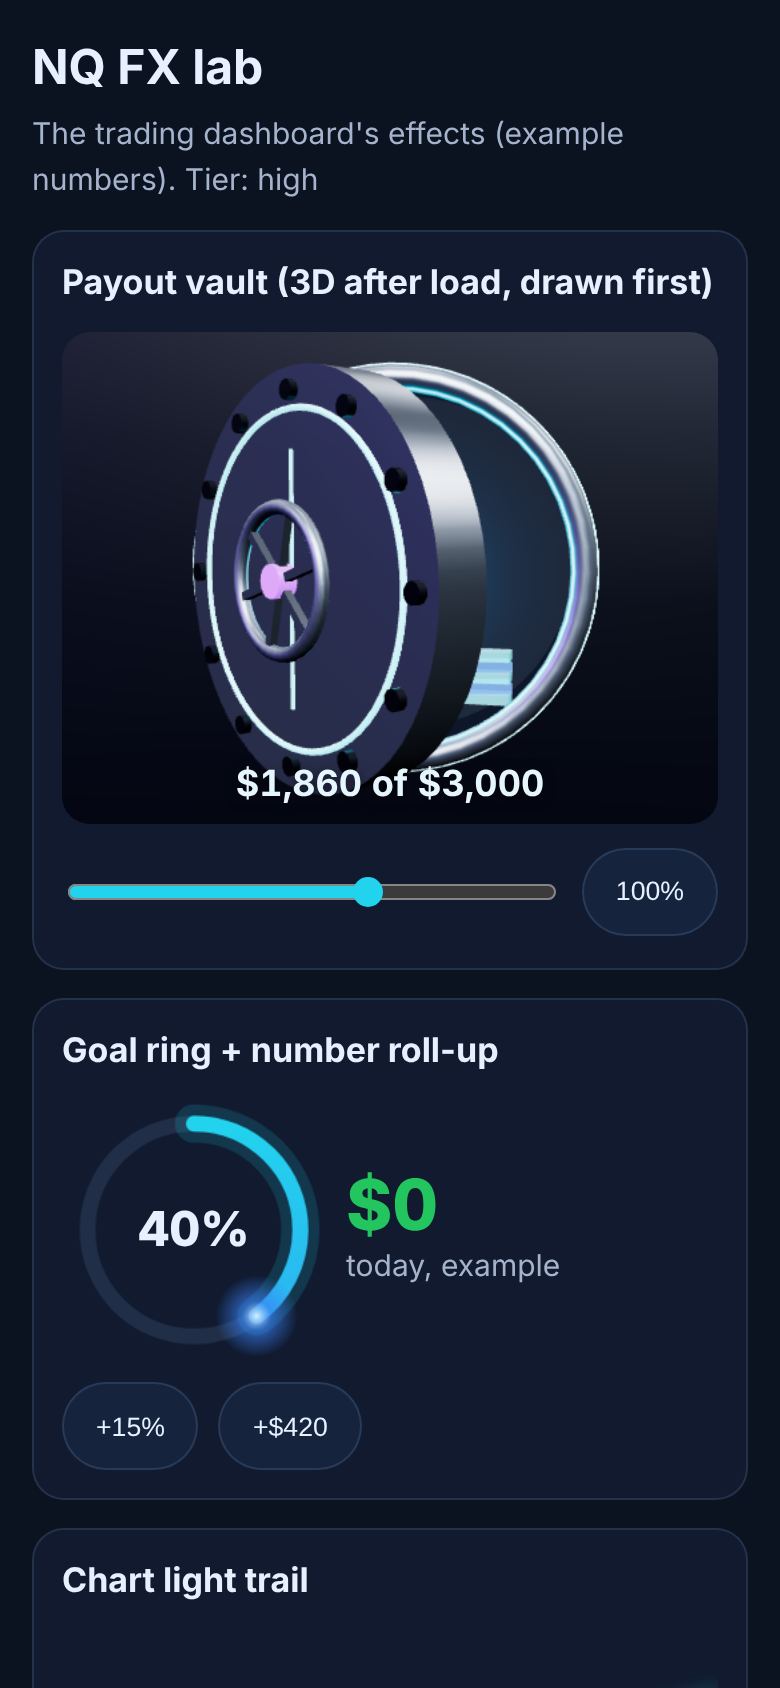 NQ FX lab
The trading dashboard's effects (example
numbers). Tier: high
Payout vault (3D after load, drawn first)
$1,860 of $3,000
100%
Goal ring + number roll-up
40%
$0
today, example
+15%
+$420
Chart light trail